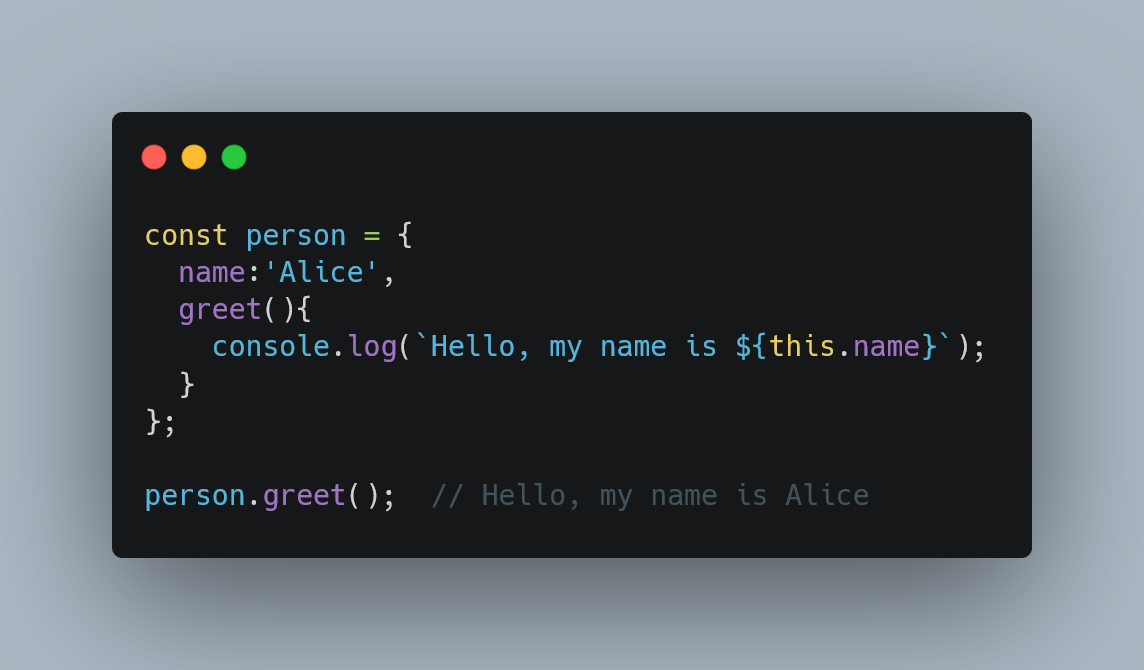 const person = {
  name:'Alice',
  greet(){
    console.log(`Hello, my name is ${this.name}`);
  }
};

person.greet();  // Hello, my name is Alice